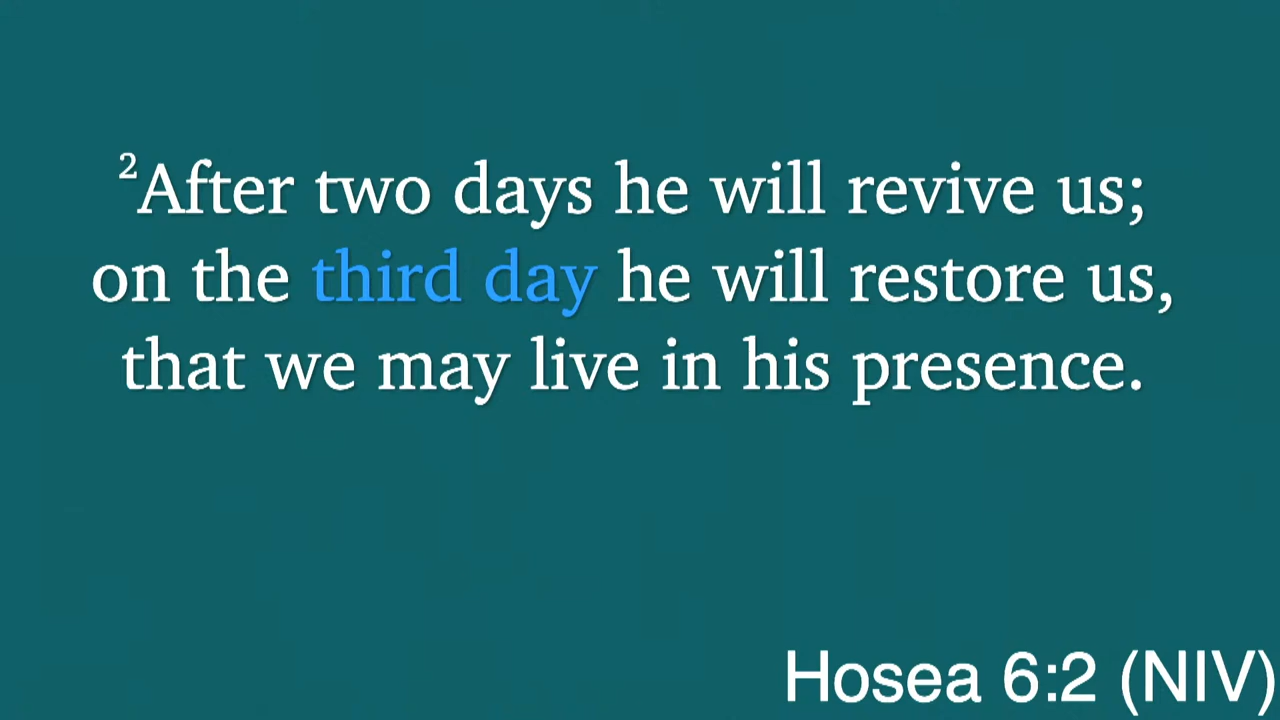 ²After two days he will revive us;
on the third day he will restore us,
that we may live in his presence.
Hosea 6:2 (NIV)